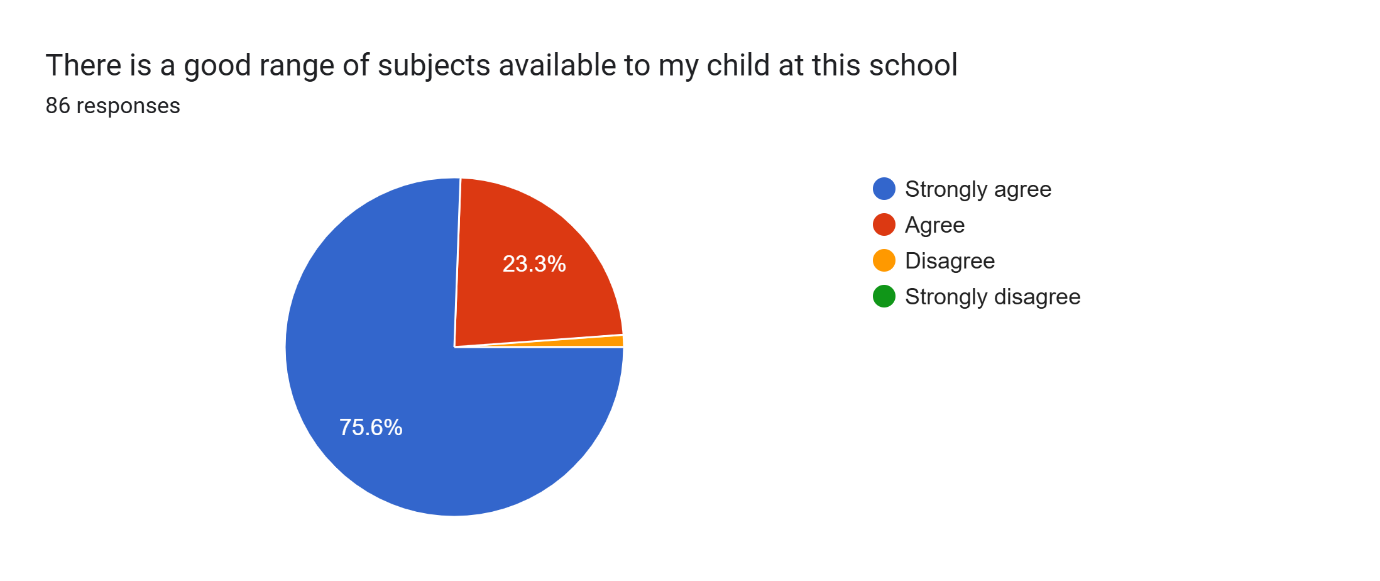 There is a good range of subjects available to my child at this school
86 responses
Strongly agree
Agree
Disagree
Strongly disagree
23.3%
75.6%